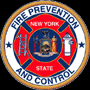 FIRE PREVENTION
NEW YORK
STATE
AND CONTROL